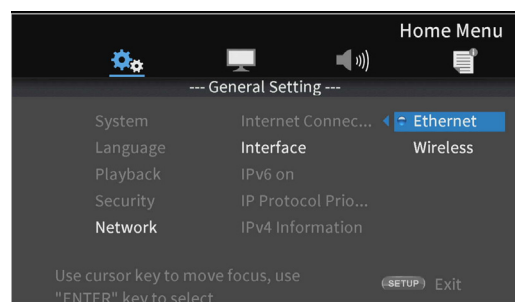 Home Menu
--- General Setting ---
System Internet Connec... Ethernet
Language Interface Wireless
Playback IPv6 on
Security IP Protocol Prio...
Network IPv4 Information
Use cursor key to move focus, use
"ENTER" key to select
SETUP Exit